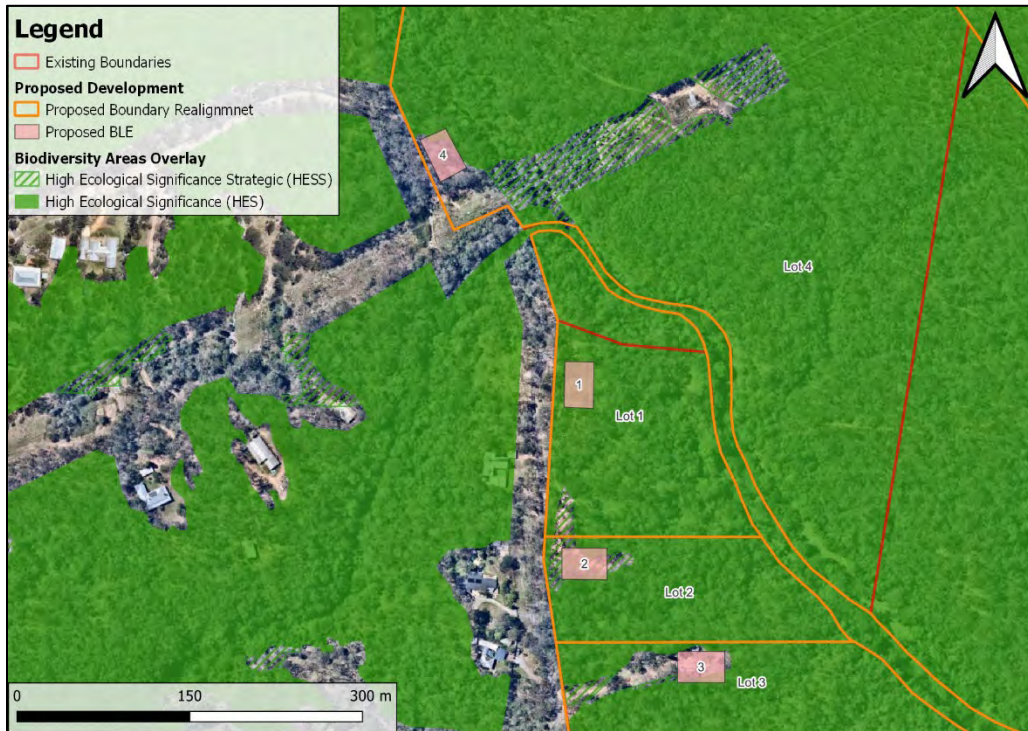 Legend
Existing Boundaries
Proposed Development
Proposed Boundary Realignmnet
Proposed BLE
Biodiversity Areas Overlay
High Ecological Significance Strategic (HESS)
High Ecological Significance (HES)
4
Lot 4
1
Lot 1
2
Lot 2
3
Lot 3
0 150 300 m